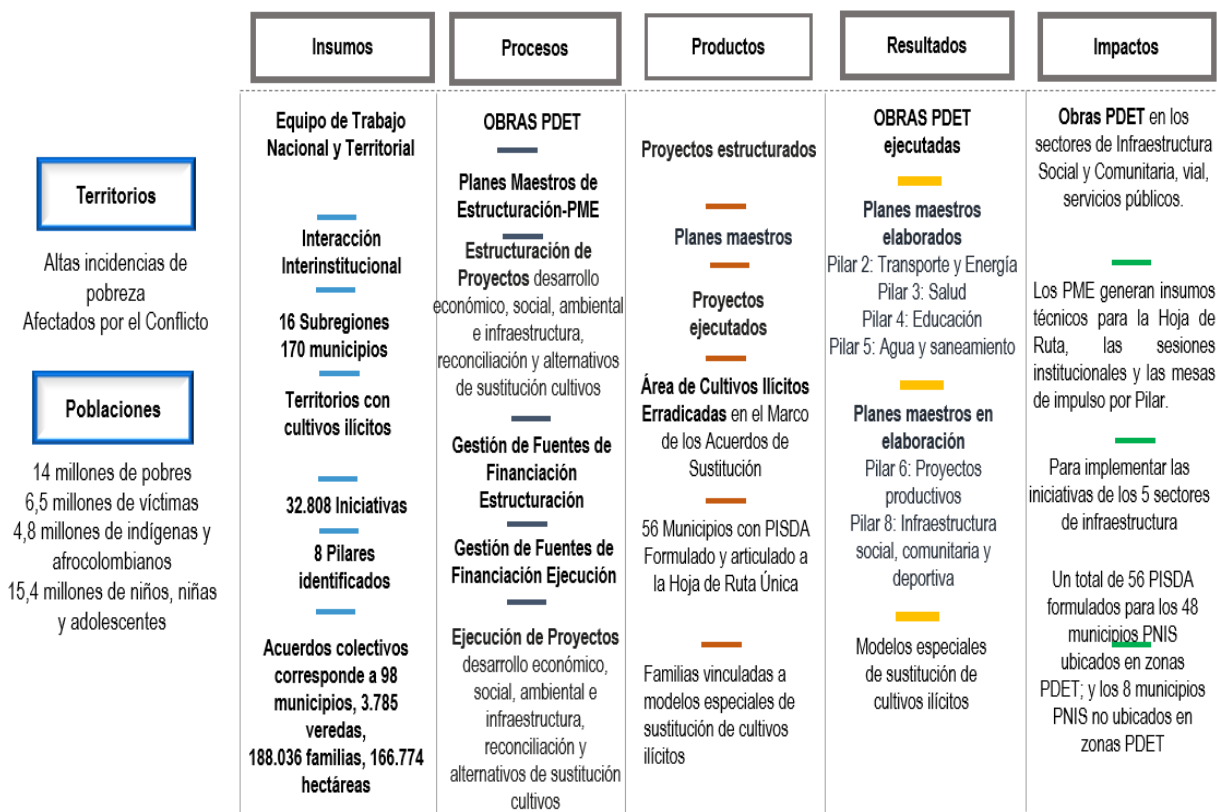 Territorios
Altas incidencias de
pobreza
Afectados por el Conflicto
Poblaciones
14 millones de pobres
6,5 millones de víctimas
4,8 millones de indígenas y
afrocolombianos
15,4 millones de niños, niñas
y adolescentes
Insumos
Equipo de Trabajo
Nacional y Territorial
Interacción
Interinstitucional
16 Subregiones
170 municipios
Territorios con
cultivos ilícitos
32.808 Iniciativas
8 Pilares
identificados
Acuerdos colectivos
corresponde a 98
municipios, 3.785
veredas,
188.036 familias, 166.774
hectáreas
Procesos
OBRAS PDET
Planes Maestros de
Estructuración-PME
Estructuración de
Proyectos desarrollo
económico, social, ambiental
e infraestructura,
reconciliación y alternativos
de sustitución cultivos
Gestión de Fuentes de
Financiación
Estructuración
Gestión de Fuentes de
Financiación Ejecución
Ejecución de Proyectos
desarrollo económico,
social, ambiental e
infraestructura,
reconciliación y
alternativos de sustitución
cultivos
Productos
Proyectos estructurados
Planes maestros
Proyectos
ejecutados
Área de Cultivos Ilícitos
Erradicadas en el Marco
de los Acuerdos de
Sustitución
56 Municipios con PISDA
Formulado y articulado a
la Hoja de Ruta Única
Familias vinculadas a
modelos especiales de
sustitución de cultivos
ilícitos
Resultados
OBRAS PDET
ejecutadas
Planes maestros
elaborados
Pilar 2: Transporte y Energía
Pilar 3: Salud
Pilar 4: Educación
Pilar 5: Agua y saneamiento
Planes maestros en
elaboración
Pilar 6: Proyectos
productivos
Pilar 8: Infraestructura
social, comunitaria y
deportiva
Modelos especiales
de sustitución de
cultivos ilícitos
Impactos
Obras PDET en los
sectores de Infraestructura
Social y Comunitaria, vial,
servicios públicos.
Los PME generan insumos
técnicos para la Hoja de
Ruta, las sesiones
institucionales y las mesas
de impulso por Pilar.
Para implementar las
iniciativas de los 5 sectores
de infraestructura
Un total de 56 PISDA
formulados para los 48
municipios PNIS
ubicados en zonas
PDET; y los 8 municipios
PNIS no ubicados en
zonas PDET